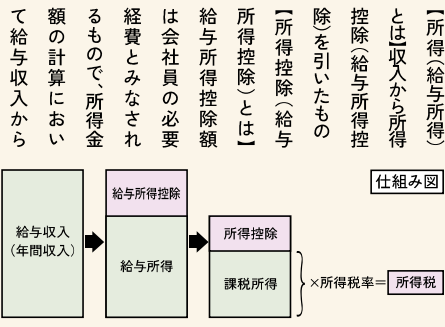 【所得(給与所得)
とは】収入から所得
控除(給与所得控
除)を引いたもの
【所得控除(給与
所得控除)とは】
給与所得控除額
は会社員の必要
経費とみなされ
るもので、所得金
額の計算におい
て給与収入から
仕組み図
給与収入
(年間収入)
給与所得控除
給与所得
所得控除
課税所得
×所得税率=
所得税